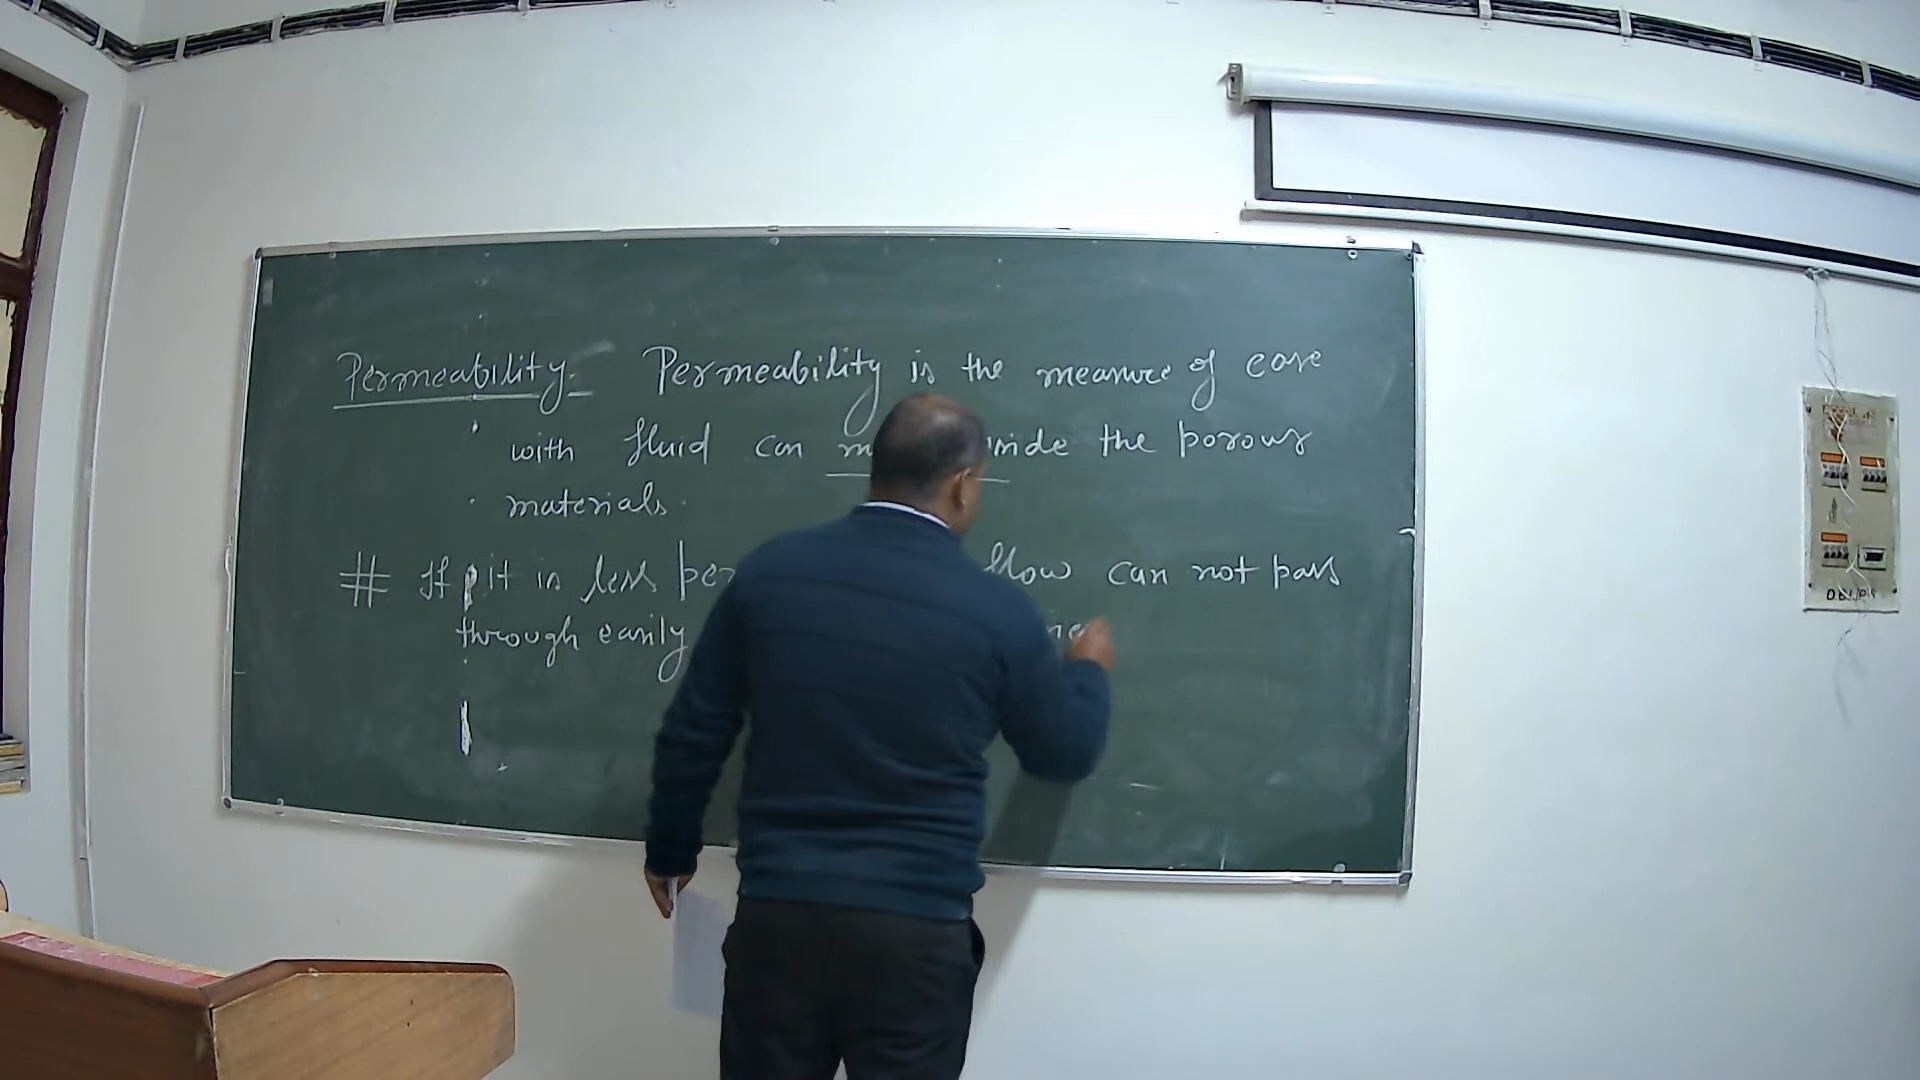 Permeability:- Permeability is the measure of ease
with fluid can inside the porous
materials.
# If it is less flow can not pass
through easily